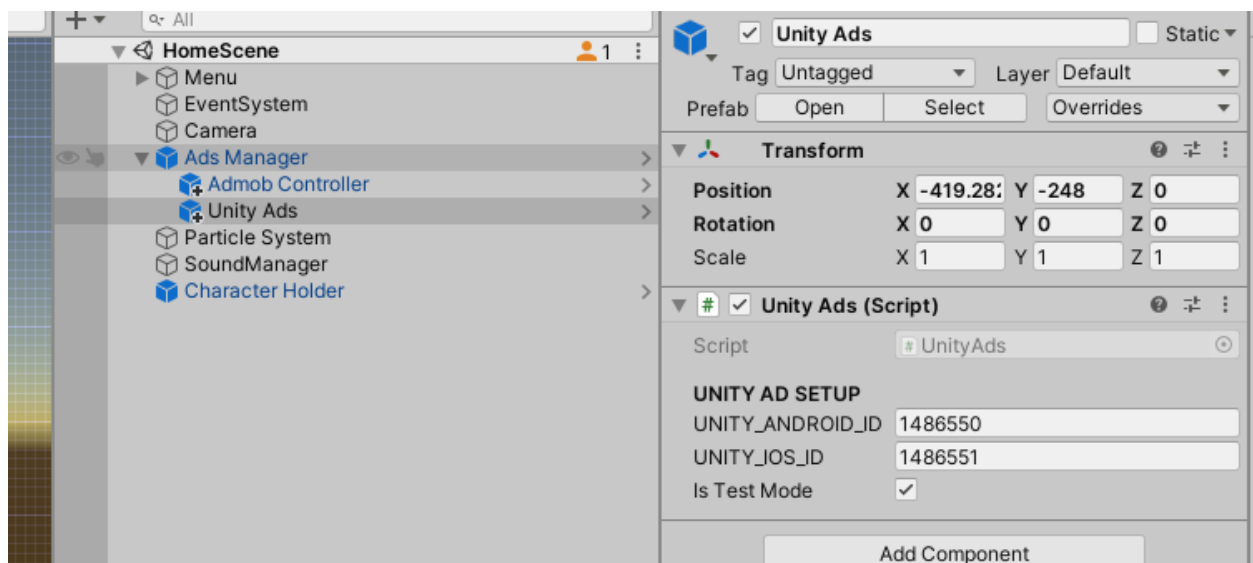 All
HomeScene
1
Menu
EventSystem
Camera
Ads Manager
Admob Controller
Unity Ads
Particle System
SoundManager
Character Holder
Unity Ads Static
Tag Untagged Layer Default
Prefab Open Select Overrides
Transform
Position X -419.282 Y -248 Z 0
Rotation X 0 Y 0 Z 0
Scale X 1 Y 1 Z 1
# Unity Ads (Script)
Script # UnityAds
UNITY AD SETUP
UNITY_ANDROID_ID 1486550
UNITY_IOS_ID 1486551
Is Test Mode
Add Component